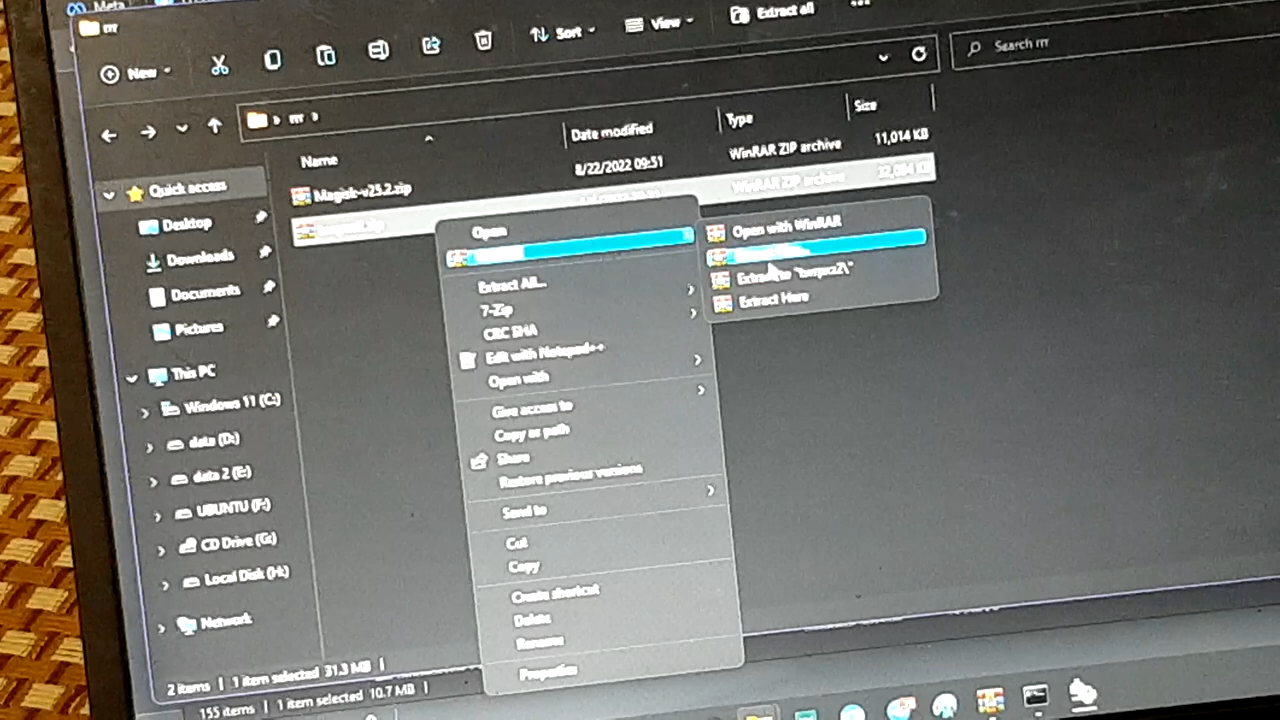 Meta
rrr
New
Sort
View
Extract all
rrr
Search rrr
Name
Date modified
Type
Size
Magisk-v25.2.zip
8/22/2022 09:51
WinRAR ZIP archive
11,014 KB
WinRAR ZIP archive
Quick access
Desktop
Downloads
Documents
Pictures
This PC
Windows 11 (C:)
data (D:)
data 2 (E:)
UBUNTU (F:)
CD Drive (G:)
Local Disk (H:)
Network
Open
Extract All...
7-Zip
CRC SHA
Edit with Notepad++
Open with
Give access to
Copy as path
Share
Restore previous versions
Send to
Cut
Copy
Create shortcut
Delete
Rename
Properties
Open with WinRAR
Extract to
Extract Here
2 items
1 item selected 31.3 MB
155 items
1 item selected 10.7 MB